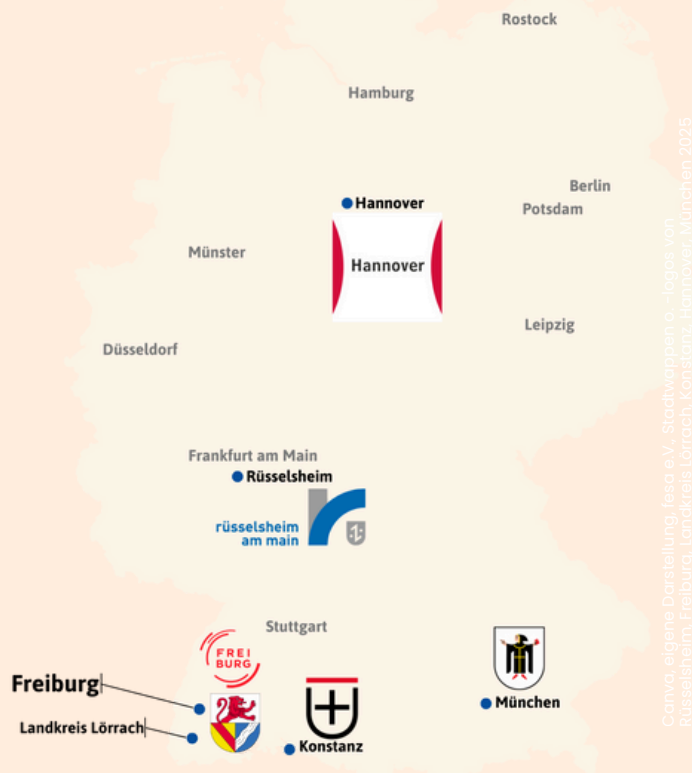 Rostock
Hamburg
Berlin
Hannover
Potsdam
Münster
Hannover
Leipzig
Düsseldorf
Frankfurt am Main
Rüsselsheim
rüsselsheim
am main
Stuttgart
FREI
BURG
Freiburg
München
Landkreis Lörrach
Konstanz
Canva, eigene Darstellung, fesa e.V. Stadtwappen o. -logos von
Rüsselsheim, Freiburg, Landkreis Lörrach, Konstanz, Hannover, München 2025